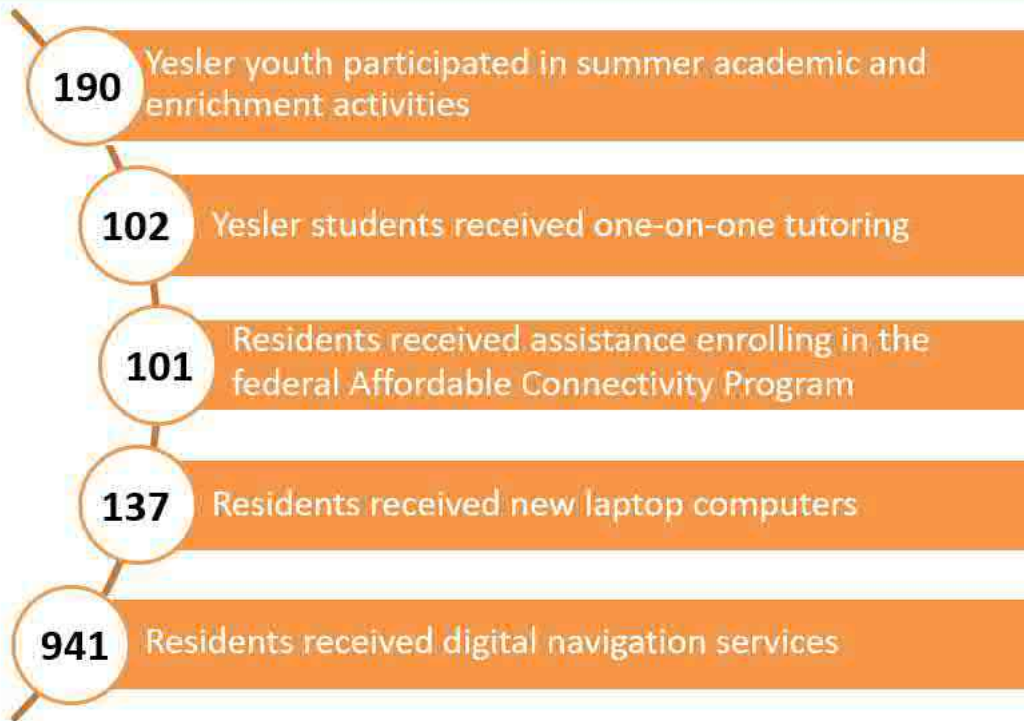 190
Yesler youth participated in summer academic and
enrichment activities
102
Yesler students received one-on-one tutoring
101
Residents received assistance enrolling in the
federal Affordable Connectivity Program
137
Residents received new laptop computers
941
Residents received digital navigation services